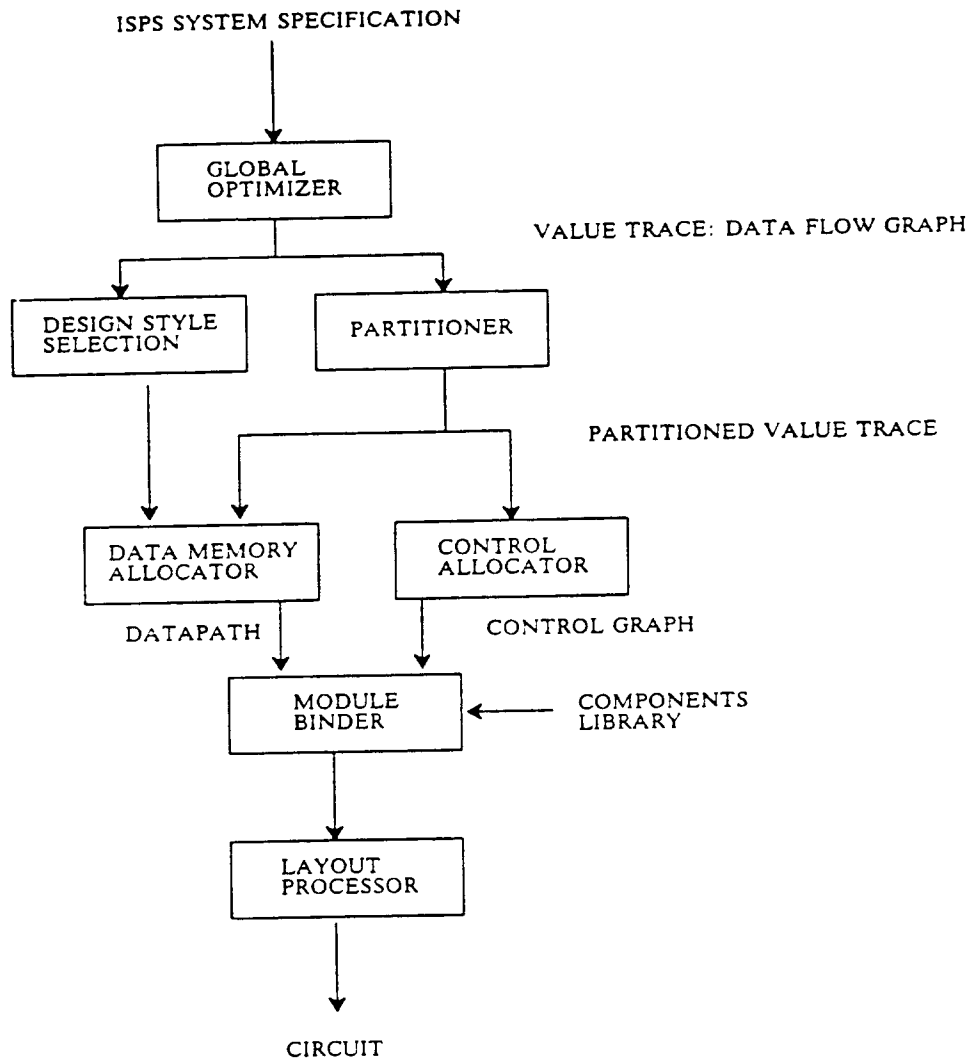 ISPS SYSTEM SPECIFICATION
GLOBAL
OPTIMIZER
VALUE TRACE: DATA FLOW GRAPH
DESIGN STYLE
SELECTION
PARTITIONER
PARTITIONED VALUE TRACE
DATA MEMORY
ALLOCATOR
CONTROL
ALLOCATOR
DATAPATH
CONTROL GRAPH
MODULE
BINDER
COMPONENTS
LIBRARY
LAYOUT
PROCESSOR
CIRCUIT